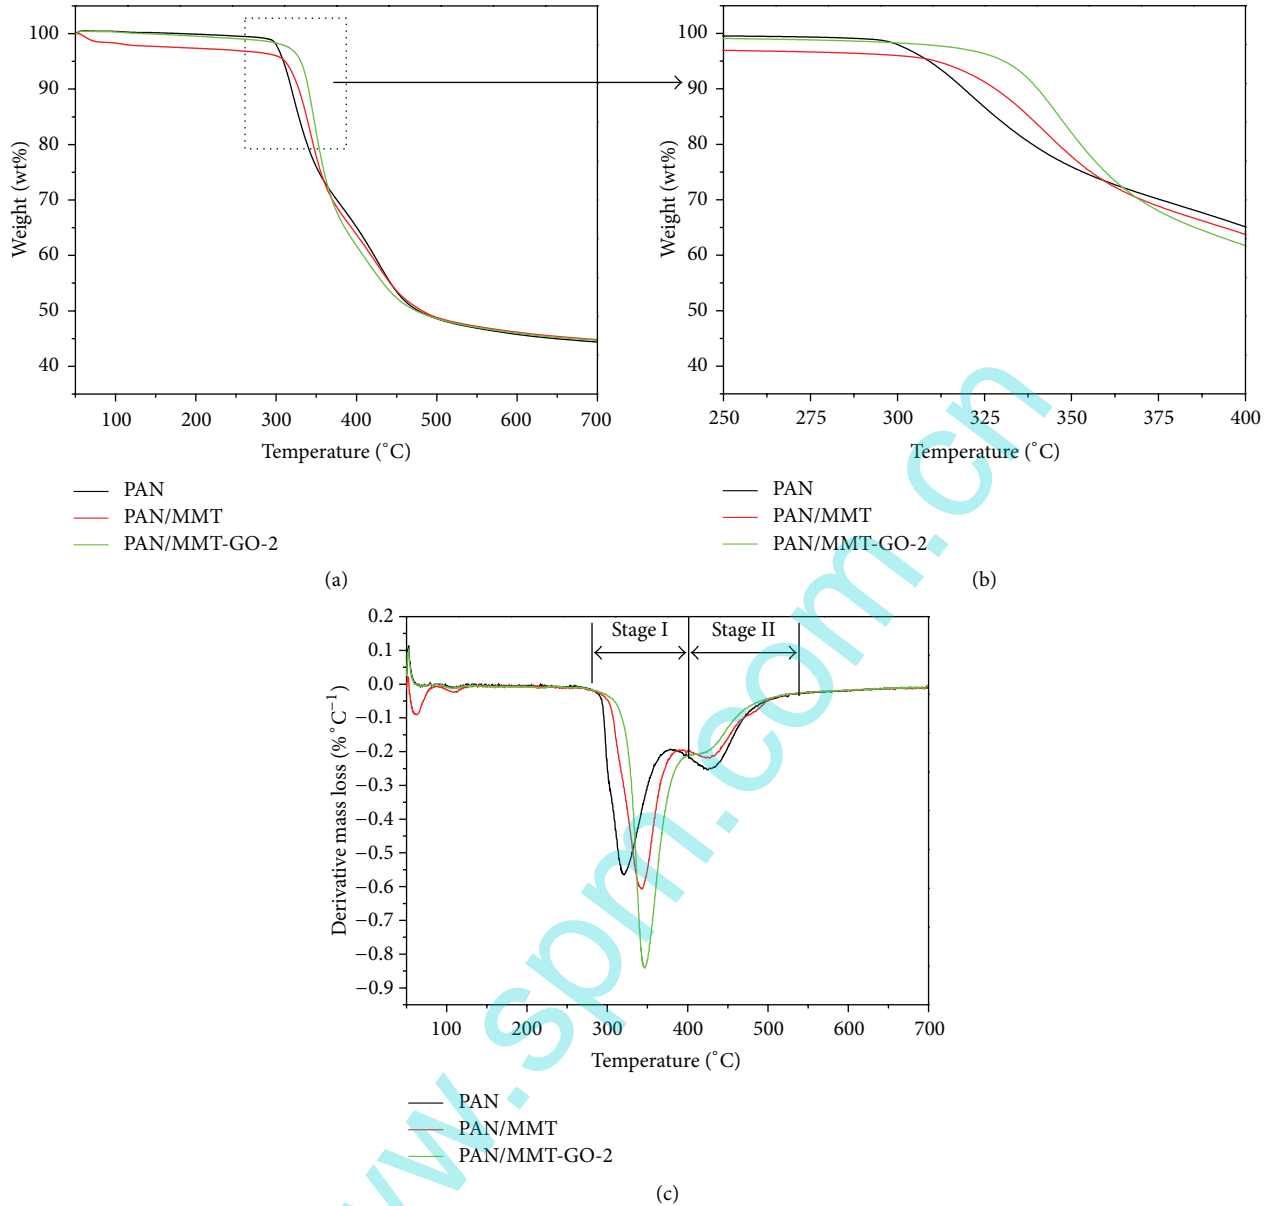 100
90
80
70
60
50
40
Weight (wt%)
100 200 300 400 500 600 700
Temperature (°C)
PAN
PAN/MMT
PAN/MMT-GO-2
(a)
100
90
80
70
60
50
40
Weight (wt%)
250 275 300 325 350 375 400
Temperature (°C)
PAN
PAN/MMT
PAN/MMT-GO-2
(b)
0.2
0.1
0.0
−0.1
−0.2
−0.3
−0.4
−0.5
−0.6
−0.7
−0.8
−0.9
Derivative mass loss (%°C⁻¹)
Stage I Stage II
100 200 300 400 500 600 700
Temperature (°C)
PAN
PAN/MMT
PAN/MMT-GO-2
(c)
w.spm.com.cn